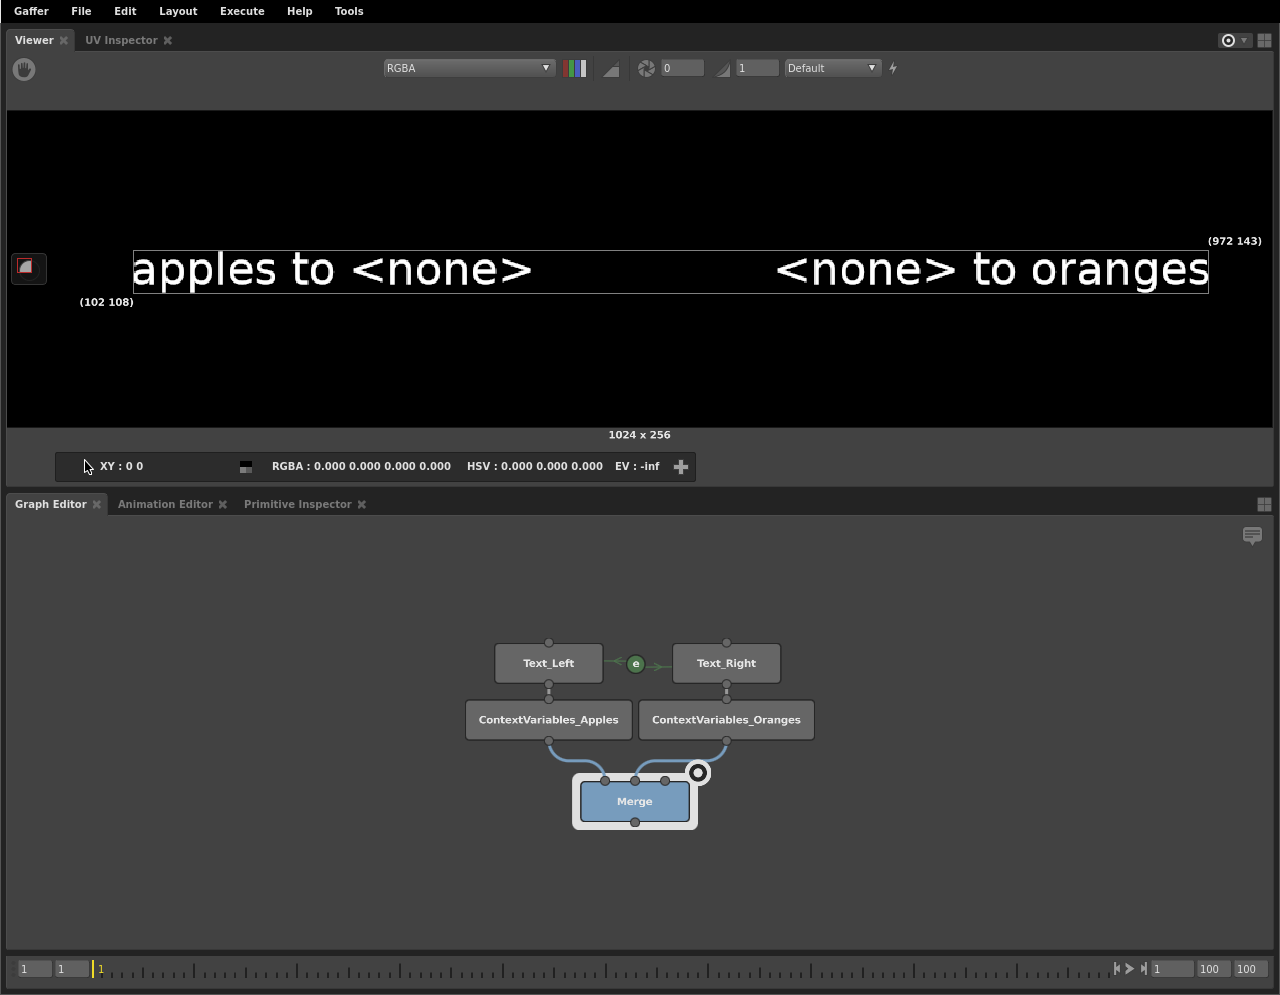 Gaffer File Edit Layout Execute Help Tools
Viewer UV Inspector
RGBA 0 1 Default
(972 143)
apples to <none> <none> to oranges
(102 108)
1024 x 256
XY : 0 0 RGBA : 0.000 0.000 0.000 0.000 HSV : 0.000 0.000 0.000 EV : -inf
Graph Editor Animation Editor Primitive Inspector
Text_Left e Text_Right
ContextVariables_Apples ContextVariables_Oranges
Merge
1 1 1 1 100 100